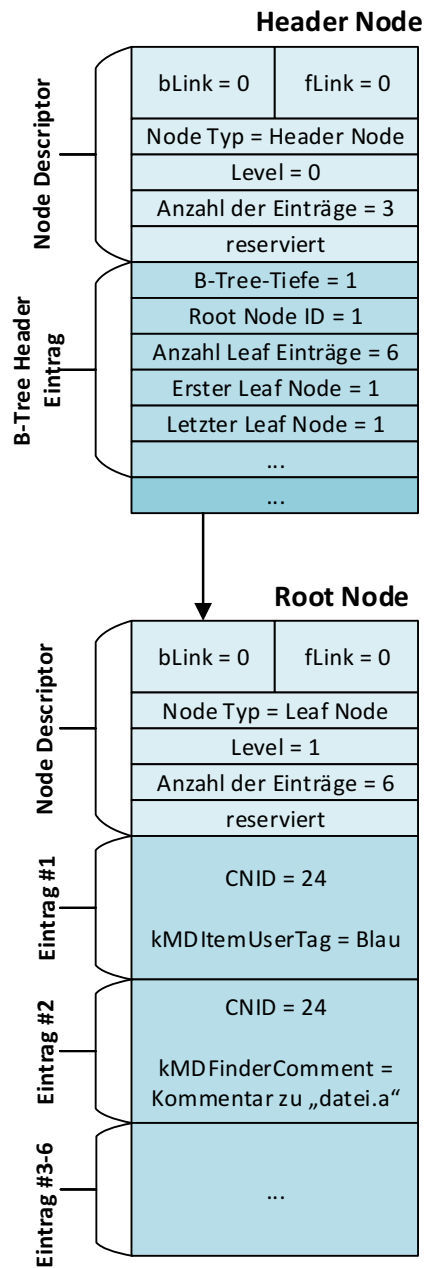 Header Node
Node Descriptor
bLink = 0
fLink = 0
Node Typ = Header Node
Level = 0
Anzahl der Einträge = 3
reserviert
B-Tree Header
Eintrag
B-Tree-Tiefe = 1
Root Node ID = 1
Anzahl Leaf Einträge = 6
Erster Leaf Node = 1
Letzter Leaf Node = 1
...
...
Root Node
Node Descriptor
bLink = 0
fLink = 0
Node Typ = Leaf Node
Level = 1
Anzahl der Einträge = 6
reserviert
Eintrag #1
CNID = 24
kMDItemUserTag = Blau
Eintrag #2
CNID = 24
kMDFinderComment =
Kommentar zu „datei.a“
Eintrag #3-6
...